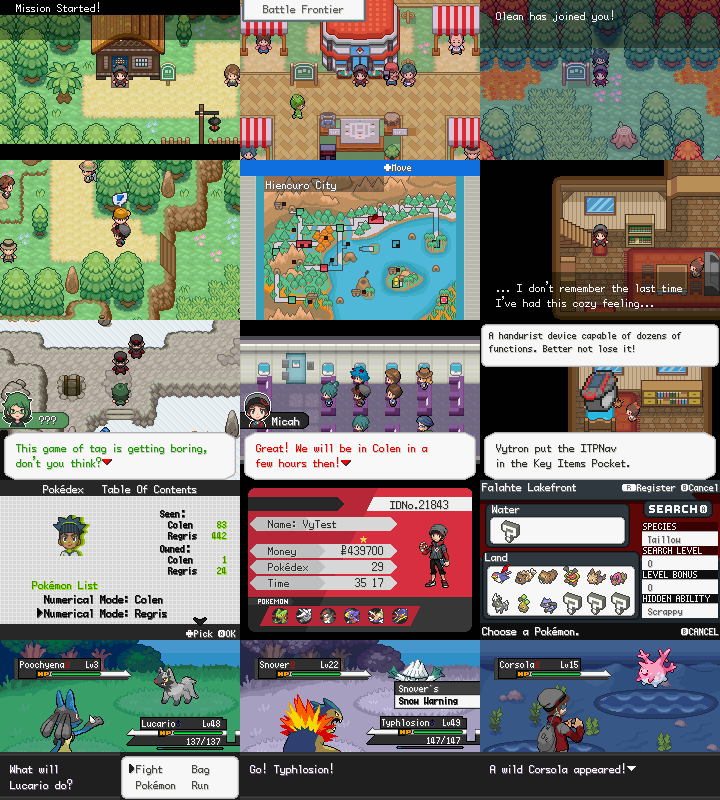 Mission Started!
Battle Frontier
Olean has joined you!
Move
Hiencuro City
... I don't remember the last time
I've had this cozy feeling...
???
This game of tag is getting boring,
don't you think?
Micah
Great! We will be in Colen in a
few hours then!
A handwrist device capable of dozens of
functions. Better not lose it!
Vytron put the ITPNav
in the Key Items Pocket.
Pokédex Table Of Contents
Seen:
Colen 83
Regris 442
Owned:
Colen 1
Regris 24
Pokémon List
Numerical Mode: Colen
Numerical Mode: Regris
Pick OK
IDNo.21843
Name: VyTest
Money ₽439700
Pokédex 29
Time 35 17
POKEMON
Falahte Lakefront
Register Cancel
Water
Land
SEARCH
SPECIES
Taillow
SEARCH LEVEL
0
LEVEL BONUS
0
HIDDEN ABILITY
Scrappy
Choose a Pokémon.
CANCEL
Poochyena Lv3
HP
Lucario Lv48
HP
137/137
What will
Lucario do?
Fight Bag
Pokémon Run
Snover Lv22
HP
Snover's
Snow Warning
Typhlosion Lv49
HP
147/147
Go! Typhlosion!
Corsola Lv15
HP
A wild Corsola appeared!